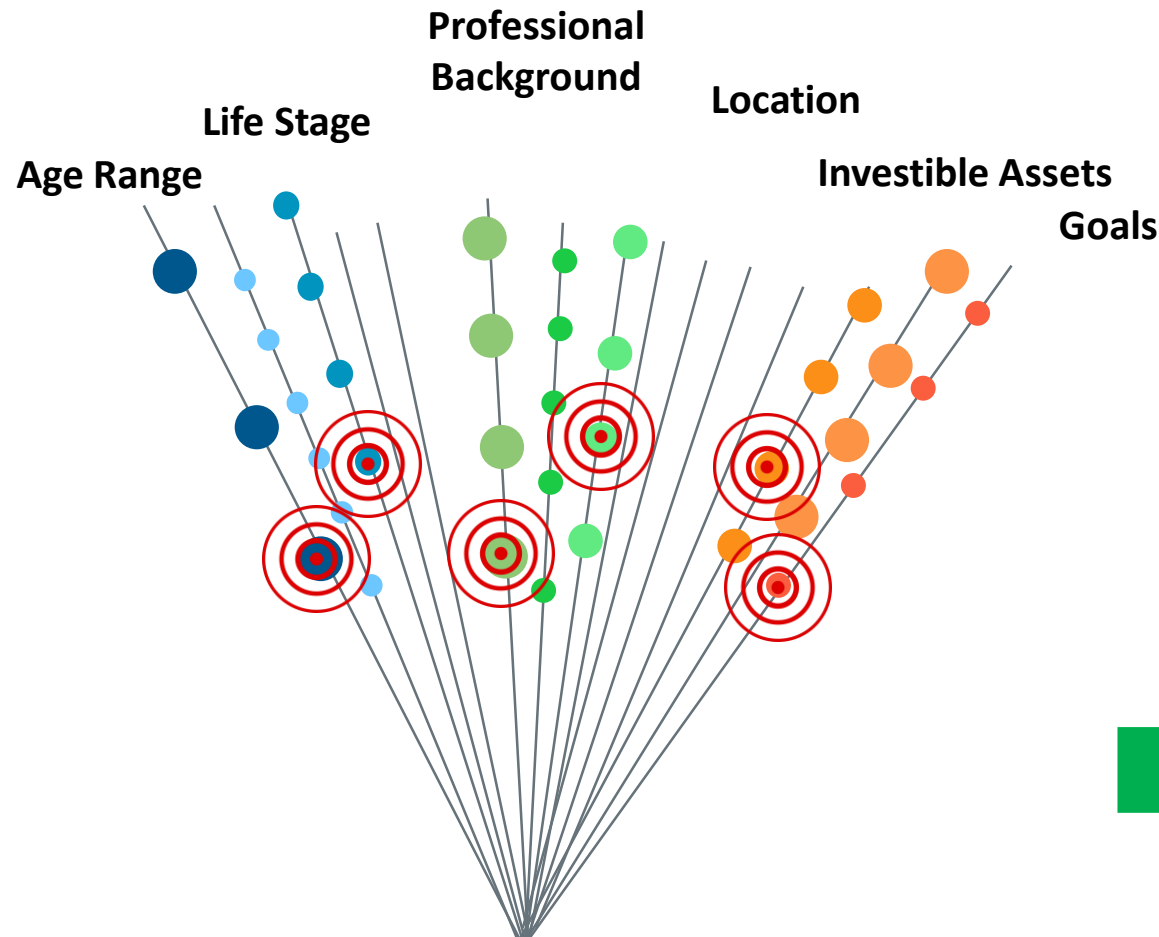 Professional
Background
Location
Life Stage
Age Range
Investible Assets
Goals